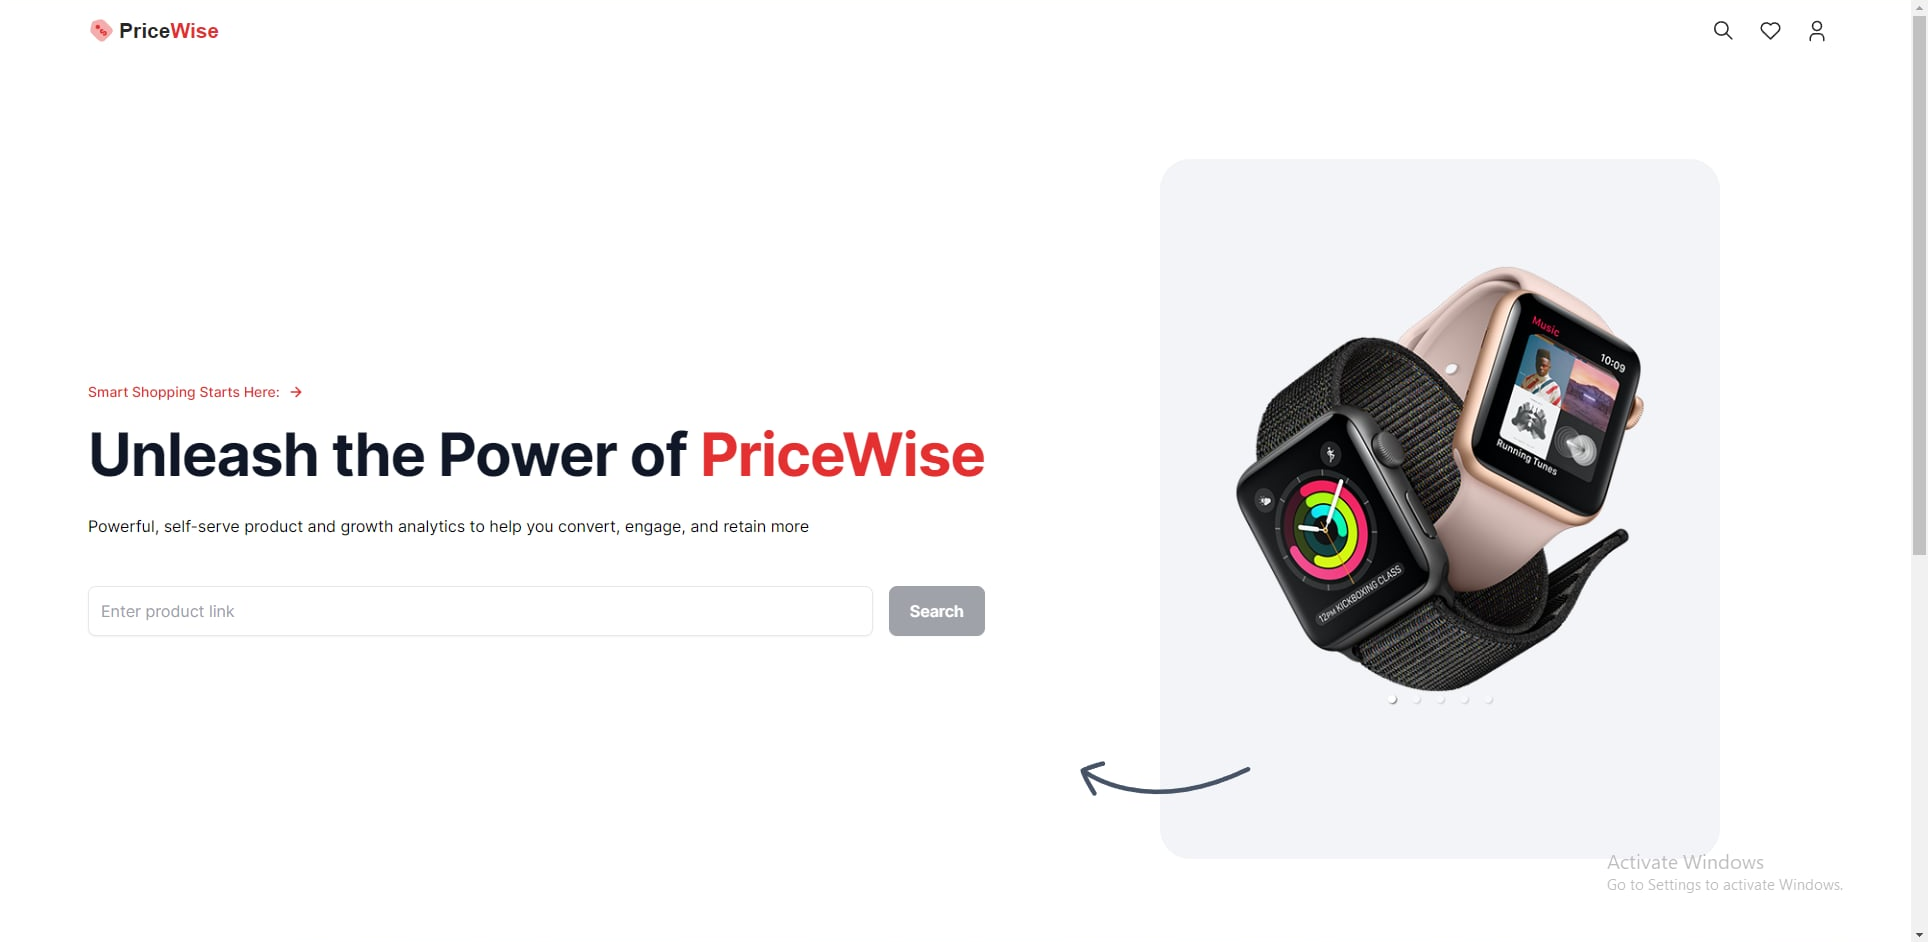 PriceWise
Smart Shopping Starts Here:
Unleash the Power of PriceWise
Powerful, self-serve product and growth analytics to help you convert, engage, and retain more
Enter product link
Search
Music
10:09
Running Tunes
12PM KICKBOXING CLASS
Activate Windows
Go to Settings to activate Windows.